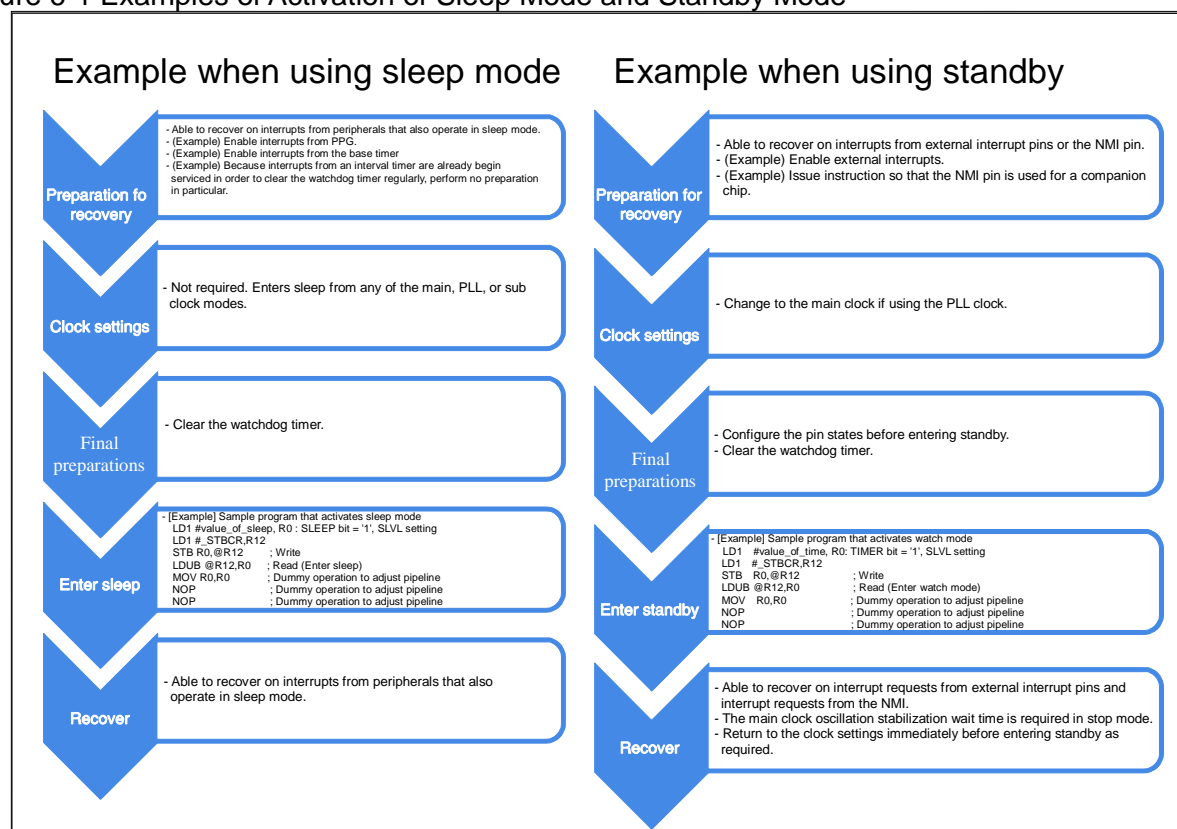 ure 6-1 Examples of Activation of Sleep Mode and Standby Mode
Example when using sleep mode
Preparation fo
recovery
- Able to recover on interrupts from peripherals that also operate in sleep mode.
- (Example) Enable interrupts from PPG.
- (Example) Enable interrupts from the base timer
- (Example) Because interrupts from an interval timer are already begin
serviced in order to clear the watchdog timer regularly, perform no preparation
in particular.
Clock settings
- Not required. Enters sleep from any of the main, PLL, or sub
clock modes.
Final
preparations
- Clear the watchdog timer.
Enter sleep
- [Example] Sample program that activates sleep mode
LD1 #value_of_sleep, R0 : SLEEP bit = '1', SLVL setting
LD1 #_STBCR,R12
STB R0,@R12 ; Write
LDUB @R12,R0 ; Read (Enter sleep)
MOV R0,R0 ; Dummy operation to adjust pipeline
NOP ; Dummy operation to adjust pipeline
NOP ; Dummy operation to adjust pipeline
Recover
- Able to recover on interrupts from peripherals that also
operate in sleep mode.
Example when using standby
Preparation for
recovery
- Able to recover on interrupts from external interrupt pins or the NMI pin.
- (Example) Enable external interrupts.
- (Example) Issue instruction so that the NMI pin is used for a companion
chip.
Clock settings
- Change to the main clock if using the PLL clock.
Final
preparations
- Configure the pin states before entering standby.
- Clear the watchdog timer.
Enter standby
- [Example] Sample program that activates watch mode
LD1 #value_of_time, R0: TIMER bit = '1', SLVL setting
LD1 #_STBCR,R12
STB R0,@R12 ; Write
LDUB @R12,R0 ; Read (Enter watch mode)
MOV R0,R0 ; Dummy operation to adjust pipeline
NOP ; Dummy operation to adjust pipeline
NOP ; Dummy operation to adjust pipeline
Recover
- Able to recover on interrupt requests from external interrupt pins and
interrupt requests from the NMI.
- The main clock oscillation stabilization wait time is required in stop mode.
- Return to the clock settings immediately before entering standby as
required.